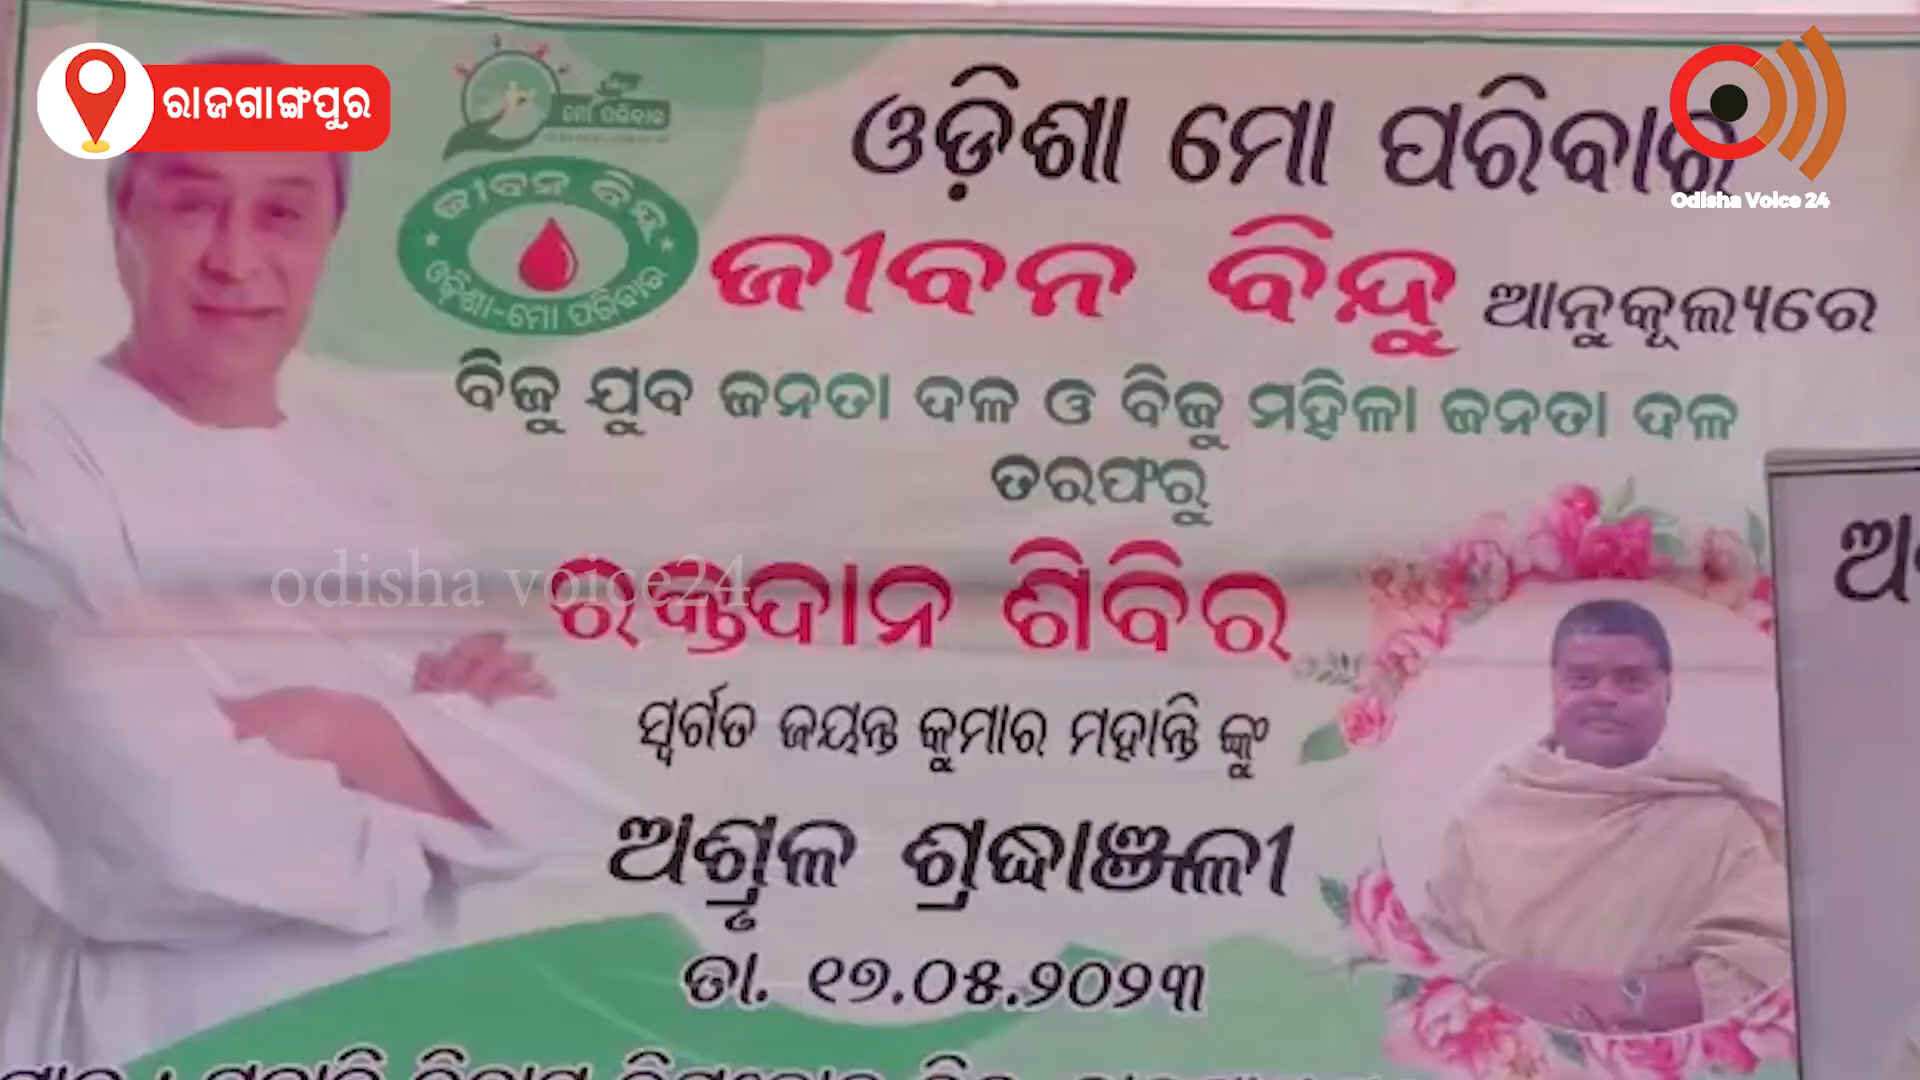 ରାଜଗାଙ୍ଗପୁର
Odisha Voice 24
ମୋ ପରିବାର
ଜୀବନ ବିନ୍ଦୁ
ଓଡ଼ିଶା-ମୋ ପରିବାର
ଓଡ଼ିଶା ମୋ ପରିବାର
ଜୀବନ ବିନ୍ଦୁ ଆନୁକୂଲ୍ୟରେ
ବିଜୁ ଯୁବ ଜନତା ଦଳ ଓ ବିଜୁ ମହିଳା ଜନତା ଦଳ
ତରଫରୁ
odisha voice24
ରକ୍ତଦାନ ଶିବିର
ସ୍ୱର୍ଗତ ଜୟନ୍ତ କୁମାର ମହାନ୍ତି ଙ୍କୁ
ଅଶ୍ରୁଳ ଶ୍ରଦ୍ଧାଞ୍ଜଳୀ
ତା. ୧୭.୦୫.୨୦୨୩